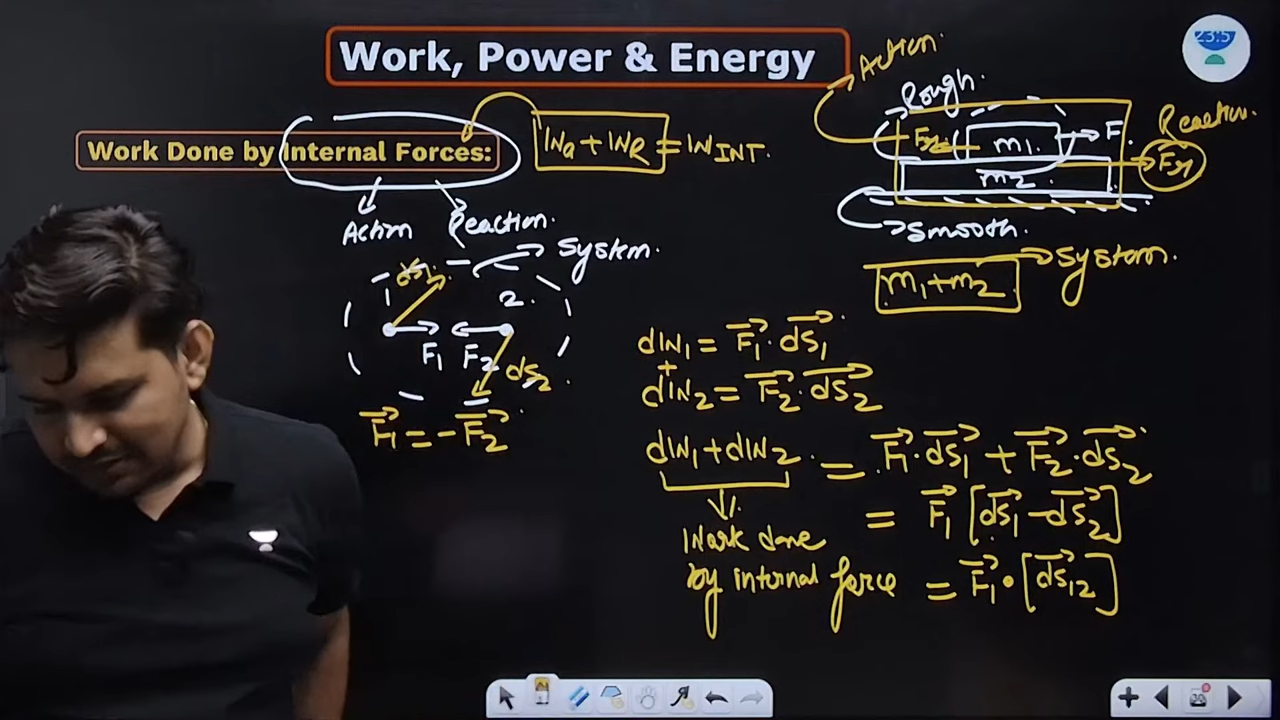 Work, Power & Energy
Action.
Rough.
Reaction.
Work Done by Internal Forces:
Wa + WR = WINT.
m1 → F
m2
Smooth.
Action Reaction.
System.
m1+m2 → System.
ds1
1 2.
F1 F2
ds2
F1 = -F2
dW1 = F1 . ds1
+
dW2 = F2 . ds2
dW1 + dW2 = F1 . ds1 + F2 . ds2
= F1 [ds1 - ds2]
Work done
by internal force = F1 • [ds12]